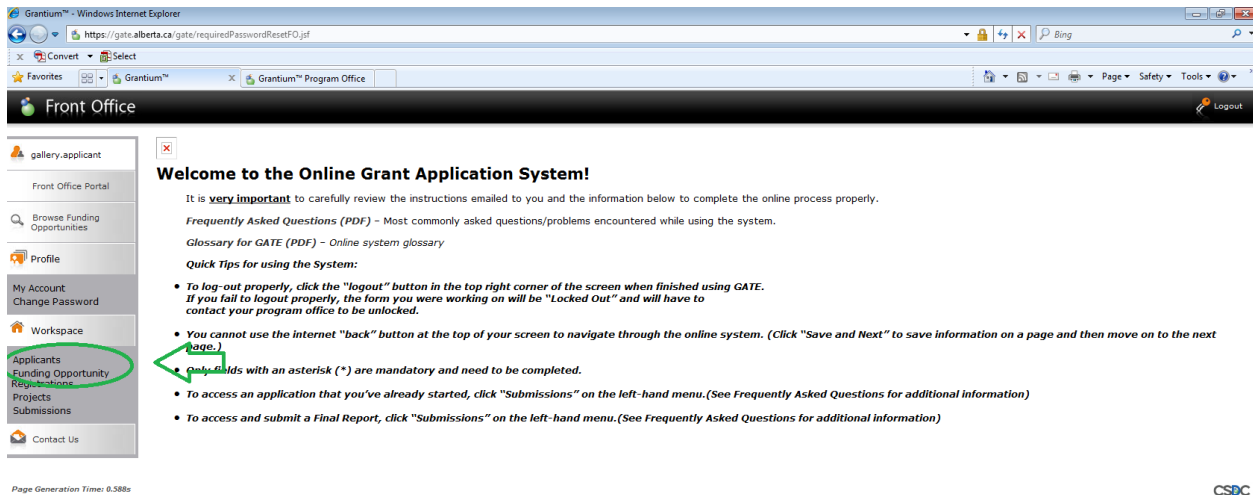 Grantium™ - Windows Internet Explorer
https://gate.alberta.ca/gate/requiredPasswordResetFO.jsf
Bing
x Convert Select
Favorites Grantium™ X Grantium™ Program Office Page Safety Tools
Front Office Logout
gallery.applicant
Front Office Portal
Browse Funding
Opportunities
Profile
My Account
Change Password
Workspace
Applicants
Funding Opportunity
Registrations
Projects
Submissions
Contact Us
Welcome to the Online Grant Application System!
It is very important to carefully review the instructions emailed to you and the information below to complete the online process properly.
Frequently Asked Questions (PDF) – Most commonly asked questions/problems encountered while using the system.
Glossary for GATE (PDF) – Online system glossary
Quick Tips for using the System:
• To log-out properly, click the "logout" button in the top right corner of the screen when finished using GATE.
If you fail to logout properly, the form you were working on will be "Locked Out" and will have to
contact your program office to be unlocked.
• You cannot use the internet "back" button at the top of your screen to navigate through the online system. (Click "Save and Next" to save information on a page and then move on to the next
page.)
• Only fields with an asterisk (*) are mandatory and need to be completed.
• To access an application that you've already started, click "Submissions" on the left-hand menu.(See Frequently Asked Questions for additional information)
• To access and submit a Final Report, click "Submissions" on the left-hand menu.(See Frequently Asked Questions for additional information)
Page Generation Time: 0.588s
CSDC